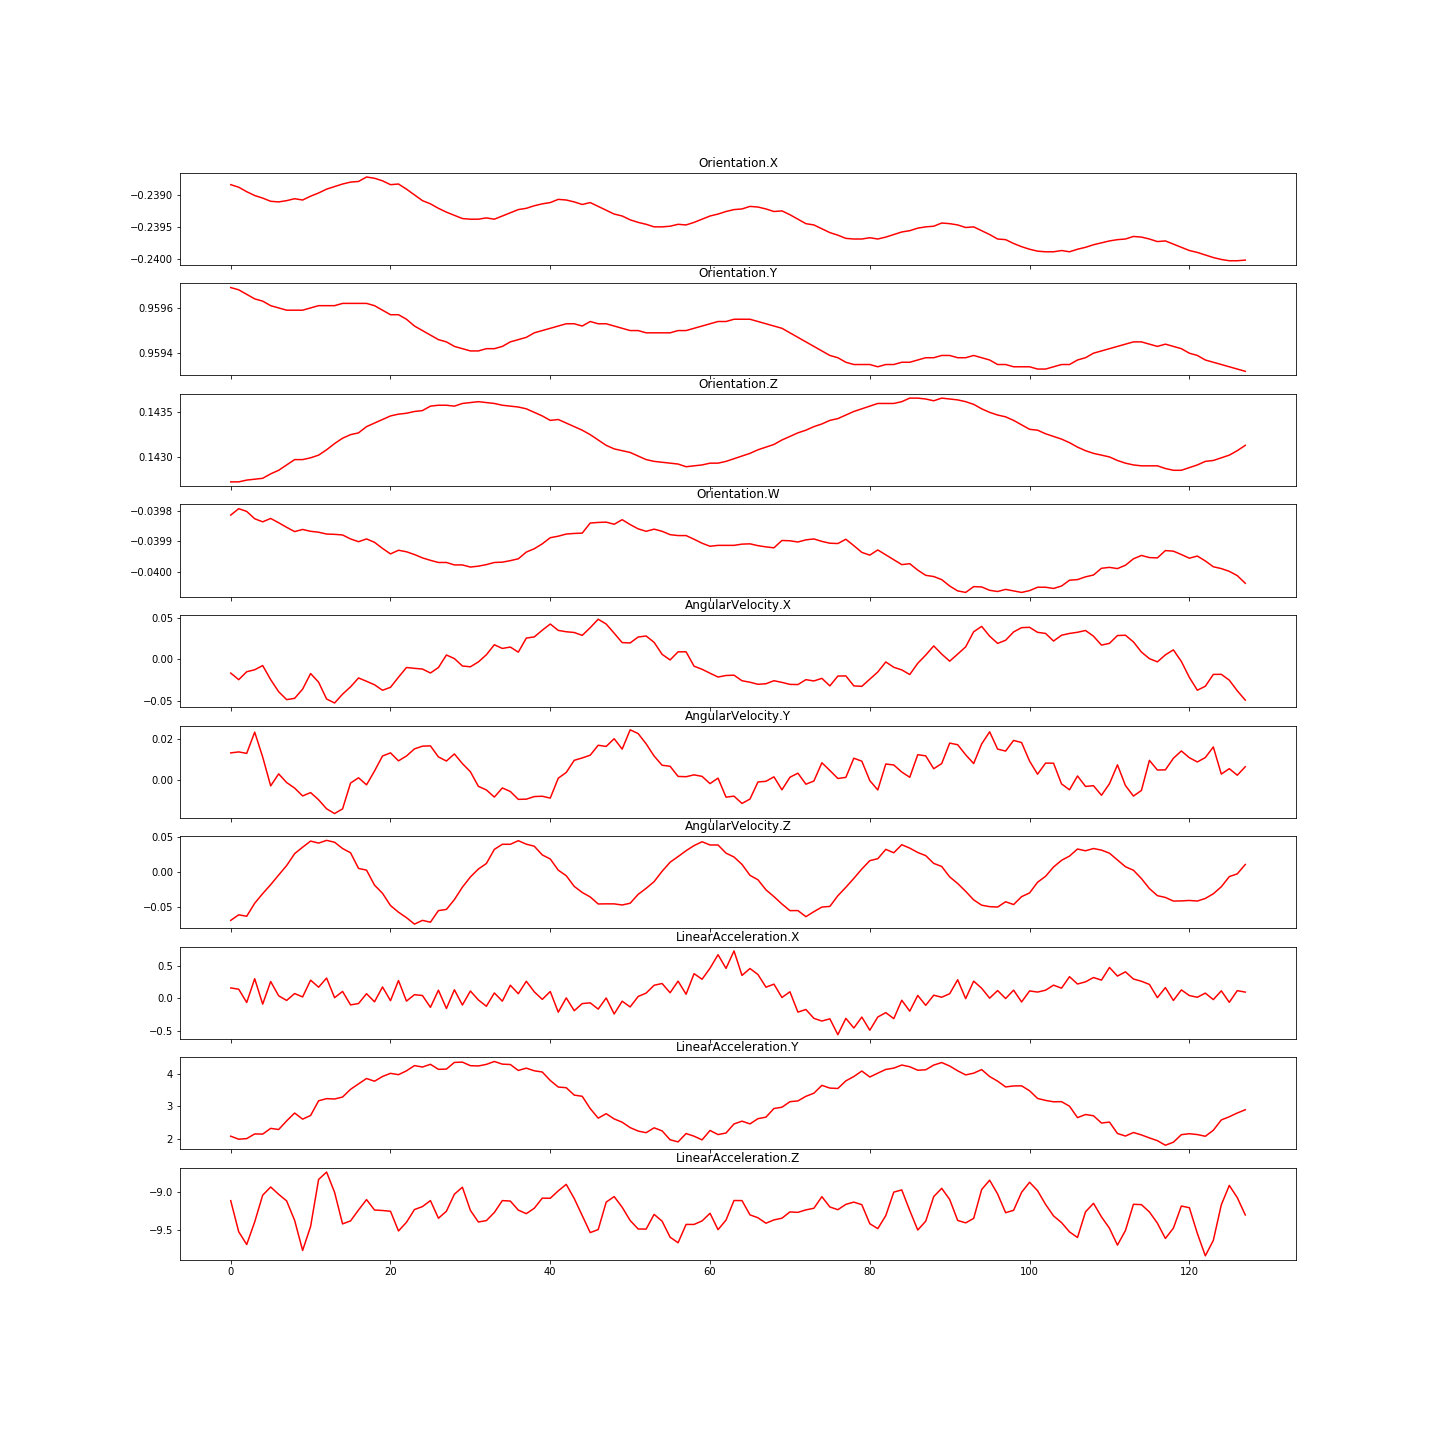 Orientation.X
−0.2390
−0.2395
−0.2400
Orientation.Y
0.9596
0.9594
Orientation.Z
0.1435
0.1430
Orientation.W
−0.0398
−0.0399
−0.0400
AngularVelocity.X
0.05
0.00
−0.05
AngularVelocity.Y
0.02
0.00
AngularVelocity.Z
0.05
0.00
−0.05
LinearAcceleration.X
0.5
0.0
−0.5
LinearAcceleration.Y
4
3
2
LinearAcceleration.Z
−9.0
−9.5
0 20 40 60 80 100 120